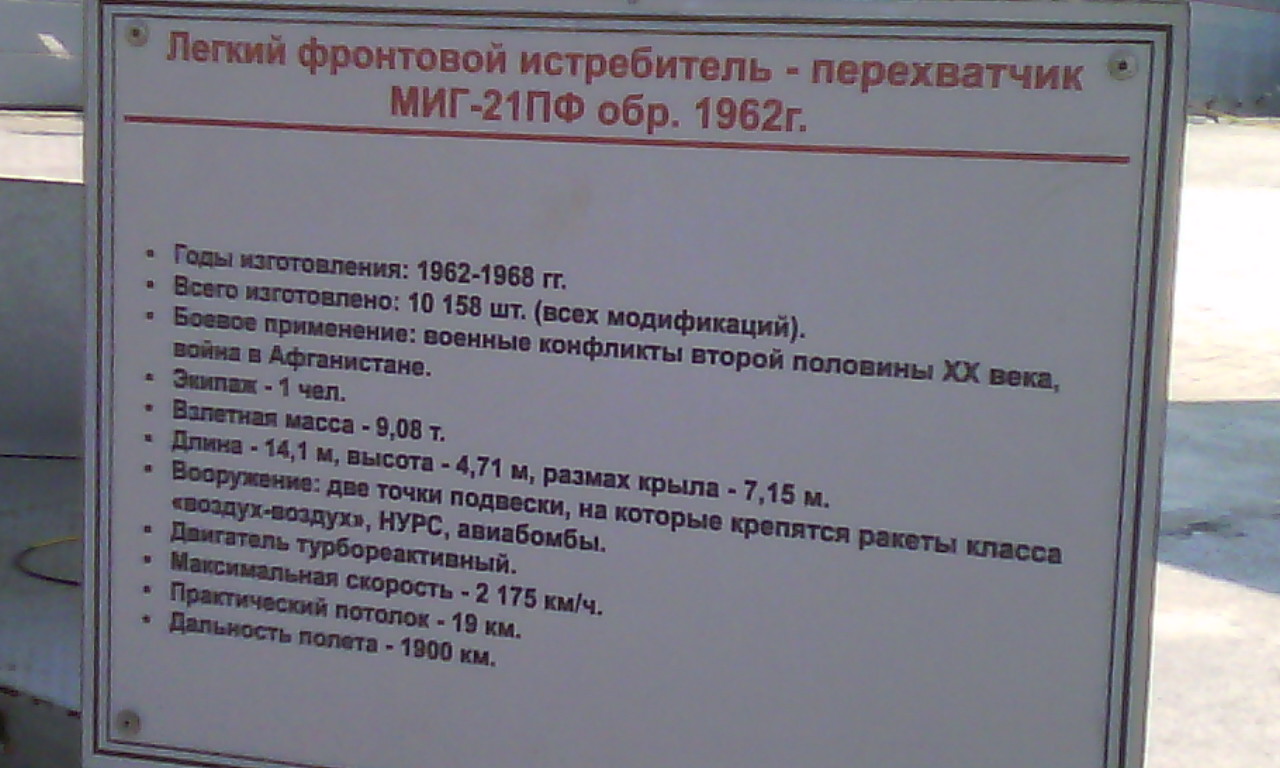 Легкий фронтовой истребитель - перехватчик
МИГ-21ПФ обр. 1962г.
• Годы изготовления: 1962-1968 гг.
• Всего изготовлено: 10 158 шт. (всех модификаций).
• Боевое применение: военные конфликты второй половины XX века,
война в Афганистане.
• Экипаж - 1 чел.
• Взлетная масса - 9,08 т.
• Длина - 14,1 м, высота - 4,71 м, размах крыла - 7,15 м.
• Вооружение: две точки подвески, на которые крепятся ракеты класса
«воздух-воздух», НУРС, авиабомбы.
• Двигатель турбореактивный.
• Максимальная скорость - 2 175 км/ч.
• Практический потолок - 19 км.
• Дальность полета - 1900 км.